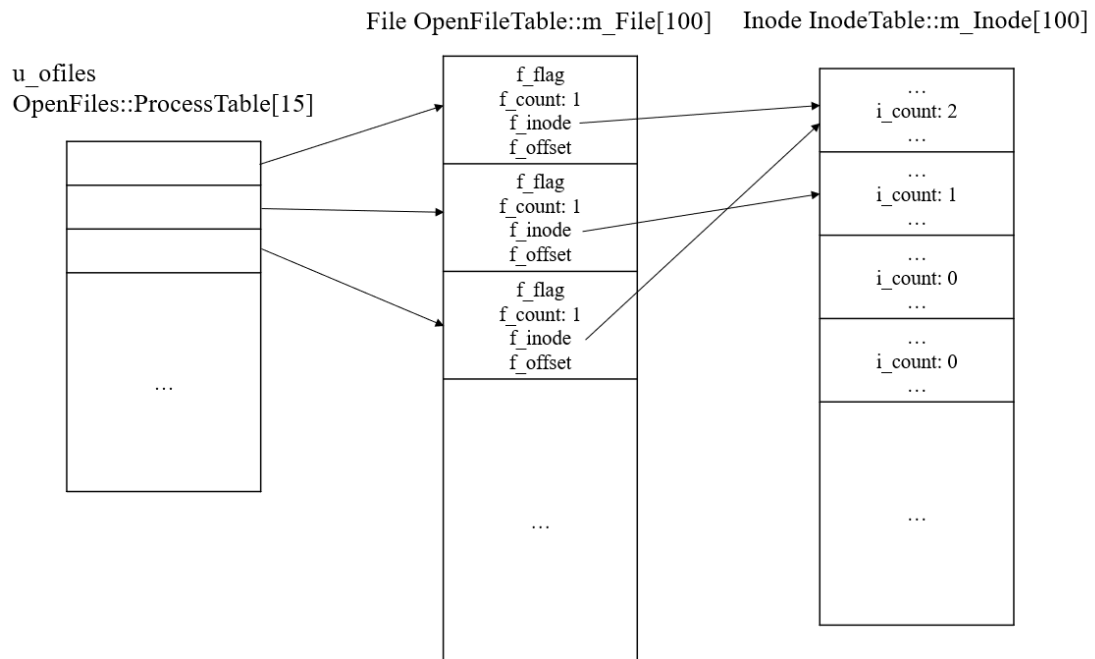 File OpenFileTable::m_File[100]
Inode InodeTable::m_Inode[100]
u_ofiles
OpenFiles::ProcessTable[15]
…
f_flag
f_count: 1
f_inode
f_offset
f_flag
f_count: 1
f_inode
f_offset
f_flag
f_count: 1
f_inode
f_offset
…
…
i_count: 2
…
…
i_count: 1
…
…
i_count: 0
…
…
i_count: 0
…
…